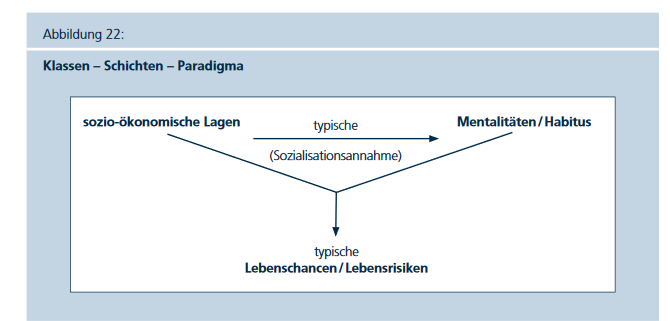 Abbildung 22:
Klassen – Schichten – Paradigma
sozio-ökonomische Lagen
typische
Mentalitäten / Habitus
(Sozialisationsannahme)
typische
Lebenschancen / Lebensrisiken